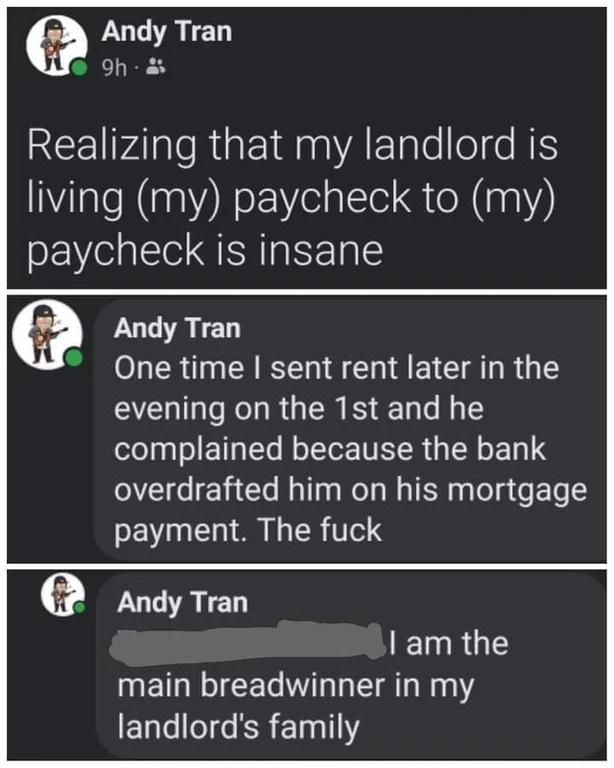 Andy Tran
9h ·
Realizing that my landlord is
living (my) paycheck to (my)
paycheck is insane
Andy Tran
One time I sent rent later in the
evening on the 1st and he
complained because the bank
overdrafted him on his mortgage
payment. The fuck
Andy Tran
I am the
main breadwinner in my
landlord's family